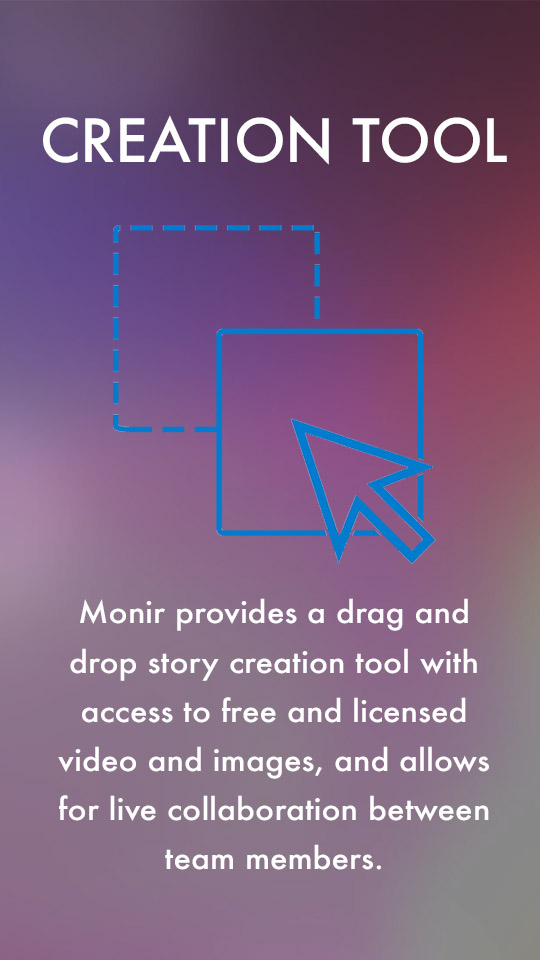 CREATION TOOL
Monir provides a drag and
drop story creation tool with
access to free and licensed
video and images, and allows
for live collaboration between
team members.